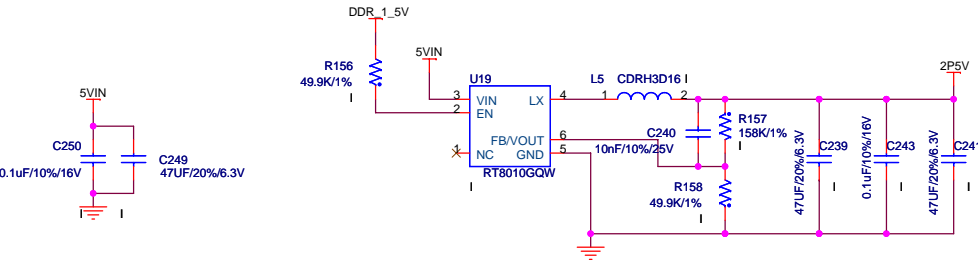 DDR_1_5V
5VIN
R156
49.9K/1%
I
U19
3 VIN
2 EN
1 NC
LX 4
FB/VOUT 6
GND 5
RT8010GQW
I
L5 CDRH3D16 I
1 2
2P5V
C240
10nF/10%/25V
R157
158K/1%
I
R158
49.9K/1%
I
C239
47UF/20%/6.3V
I
C243
0.1uF/10%/16V
I
C241
47UF/20%/6.3V
I
5VIN
C250
0.1uF/10%/16V
I
C249
47UF/20%/6.3V
I